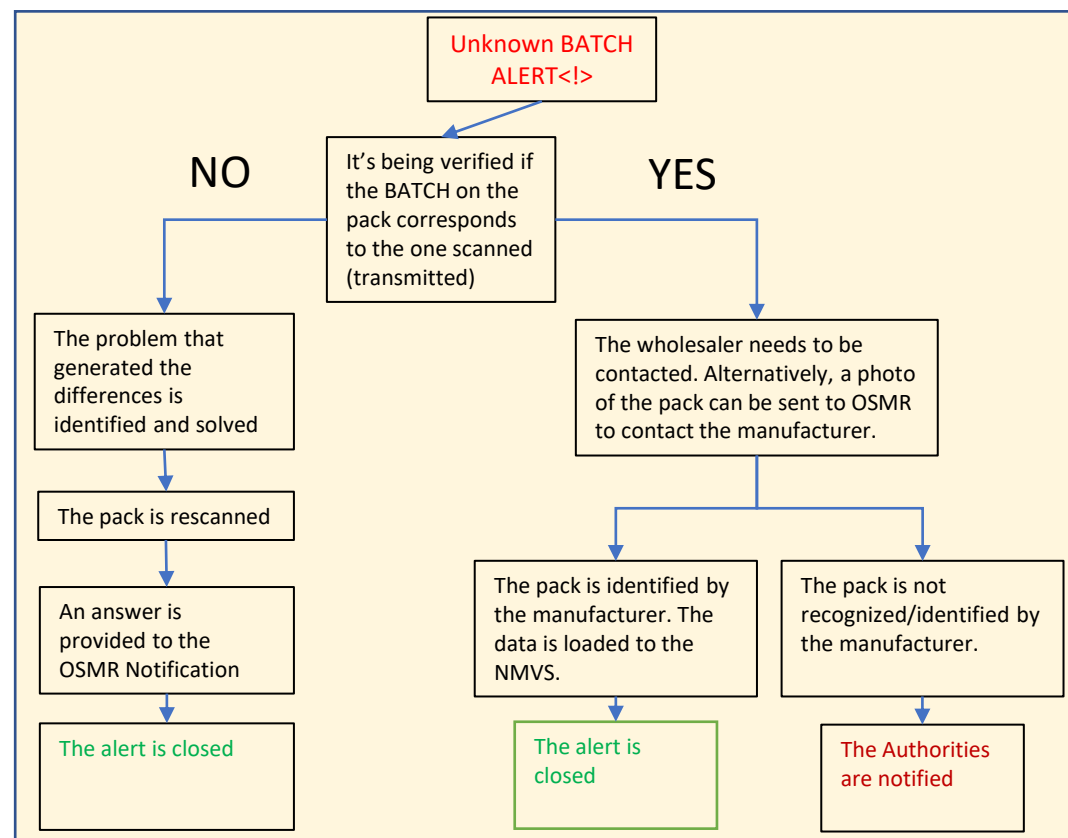 Unknown BATCH
ALERT<!>
NO
It's being verified if
the BATCH on the
pack corresponds
to the one scanned
(transmitted)
YES
The problem that
generated the
differences is
identified and solved
The wholesaler needs to be
contacted. Alternatively, a photo
of the pack can be sent to OSMR
to contact the manufacturer.
The pack is rescanned
An answer is
provided to the
OSMR Notification
The pack is identified by
the manufacturer. The
data is loaded to the
NMVS.
The pack is not
recognized/identified by
the manufacturer.
The alert is closed
The alert is
closed
The Authorities
are notified